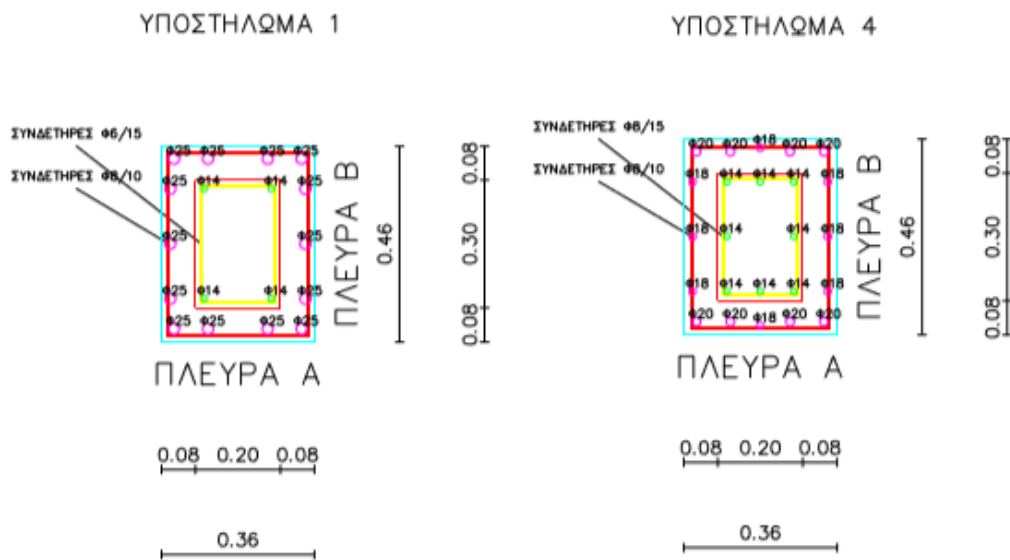 ΥΠΟΣΤΗΛΩΜΑ 1
ΣΥΝΔΕΤΗΡΕΣ Φ6/15
ΣΥΝΔΕΤΗΡΕΣ Φ8/10
Φ25 Φ25 Φ25 Φ25
Φ25 Φ14 Φ14 Φ25
Φ25 Φ25
Φ25 Φ14 Φ14 Φ25
Φ25 Φ25 Φ25 Φ25
ΠΛΕΥΡΑ Β
0.46
0.08
0.30
0.08
ΠΛΕΥΡΑ Α
0.08 0.20 0.08
0.36
ΥΠΟΣΤΗΛΩΜΑ 4
ΣΥΝΔΕΤΗΡΕΣ Φ8/15
ΣΥΝΔΕΤΗΡΕΣ Φ8/10
Φ20 Φ20 Φ18 Φ20 Φ20
Φ18 Φ14 Φ14 Φ14 Φ18
Φ18 Φ14 Φ14 Φ18
Φ18 Φ14 Φ14 Φ14 Φ18
Φ20 Φ20 Φ18 Φ20 Φ20
ΠΛΕΥΡΑ Β
0.46
0.08
0.30
0.08
ΠΛΕΥΡΑ Α
0.08 0.20 0.08
0.36